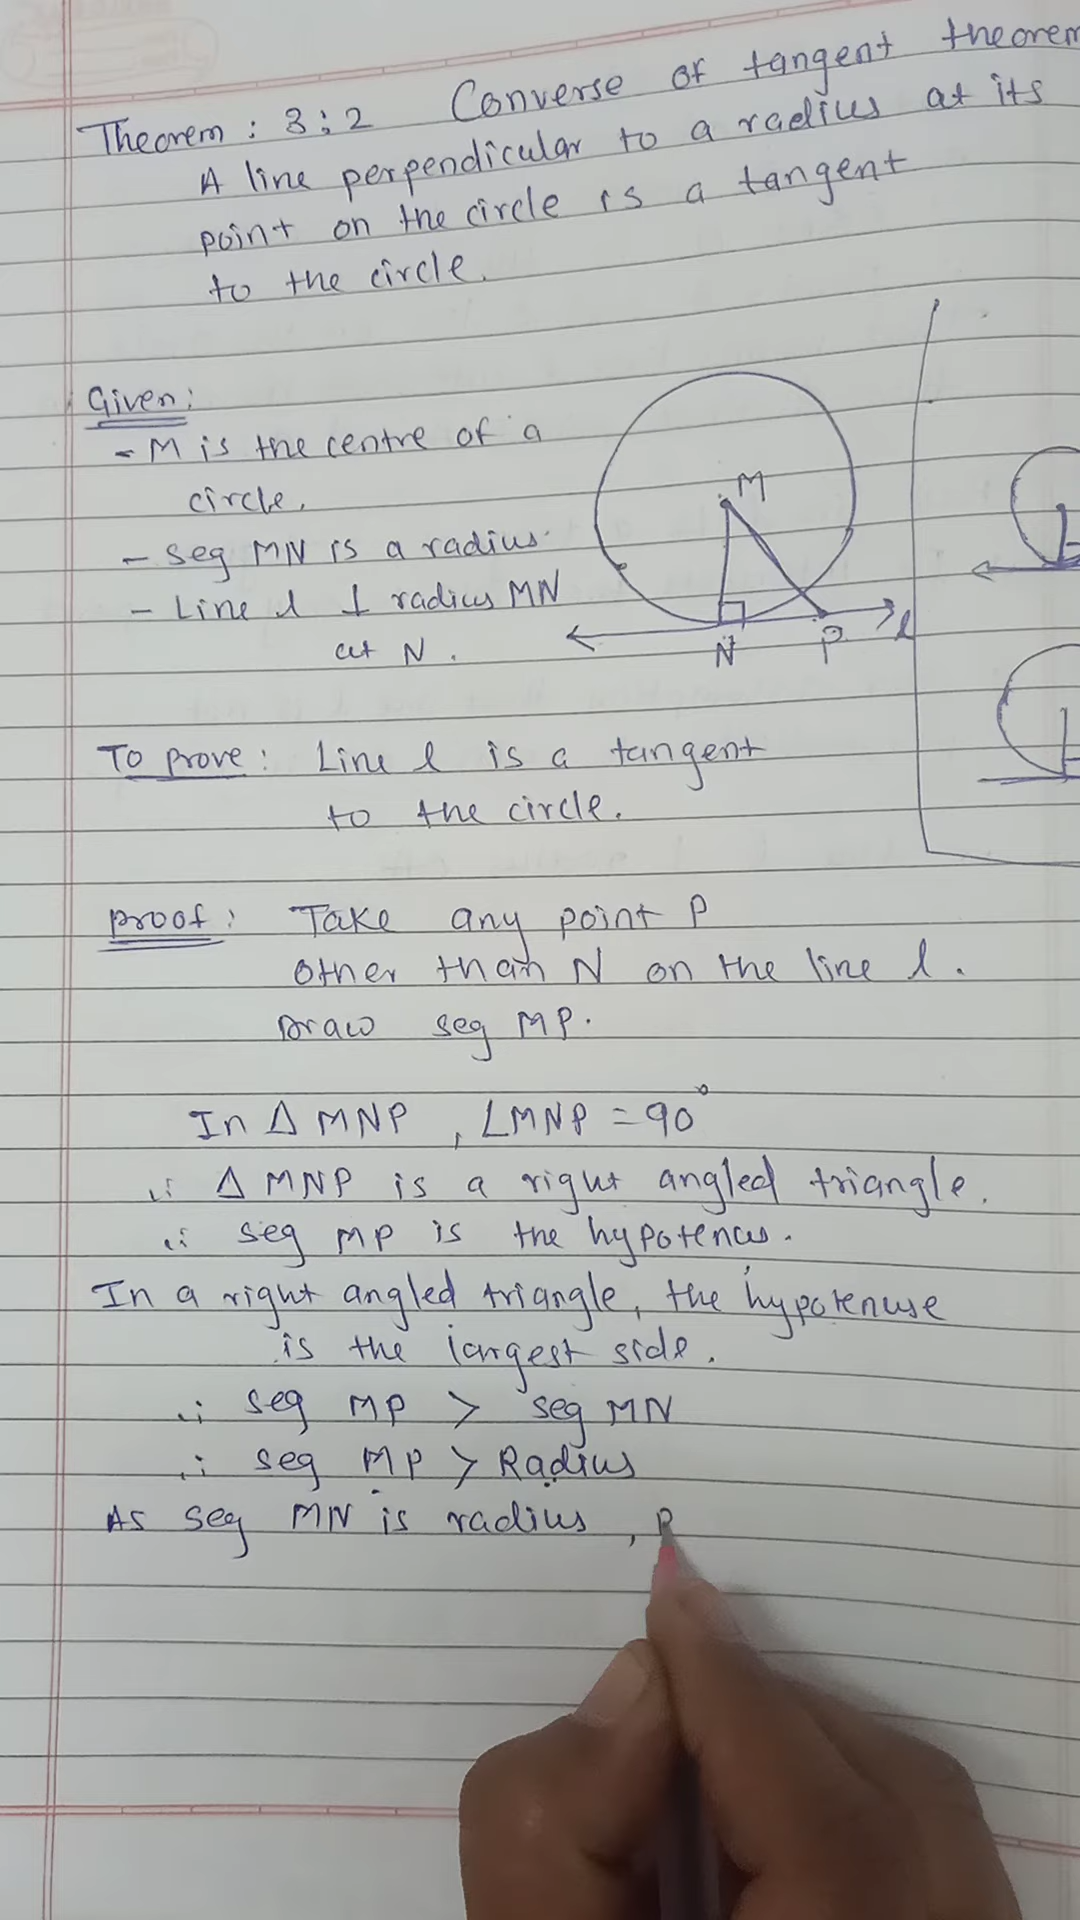 Theorem : 3:2 Converse of tangent theorem
A line perpendicular to a radius at its
point on the circle is a tangent
to the circle.
Given:
- M is the centre of a
circle.
- seg MN is a radius.
- Line l ⊥ radius MN
at N.
M
N
P
l
To prove: Line l is a tangent
to the circle.
proof: Take any point P
other than N on the line l.
Draw seg MP.
In Δ MNP, ∠MNP = 90°
∴ Δ MNP is a right angled triangle.
∴ seg MP is the hypotenus.
In a right angled triangle, the hypotenuse
is the largest side.
∴ seg MP > seg MN
∴ seg MP > Radius
As seg MN is radius, P